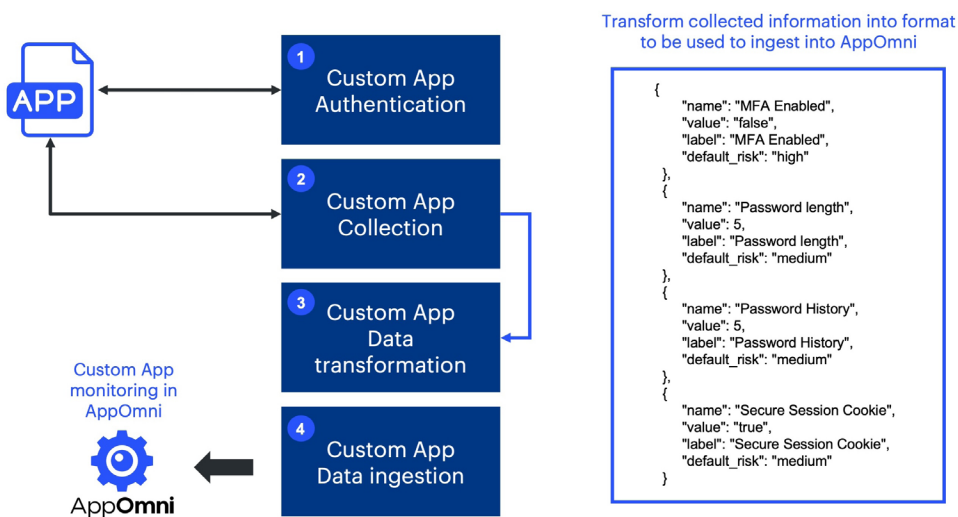 APP
1
Custom App
Authentication
2
Custom App
Collection
3
Custom App
Data
transformation
4
Custom App
Data ingestion
Custom App
monitoring in
AppOmni
AppOmni
Transform collected information into format
to be used to ingest into AppOmni
{
"name": "MFA Enabled",
"value": "false",
"label": "MFA Enabled",
"default_risk": "high"
},
{
"name": "Password length",
"value": 5,
"label": "Password length",
"default_risk": "medium"
},
{
"name": "Password History",
"value": 5,
"label": "Password History",
"default_risk": "medium"
},
{
"name": "Secure Session Cookie",
"value": "true",
"label": "Secure Session Cookie",
"default_risk": "medium"
}